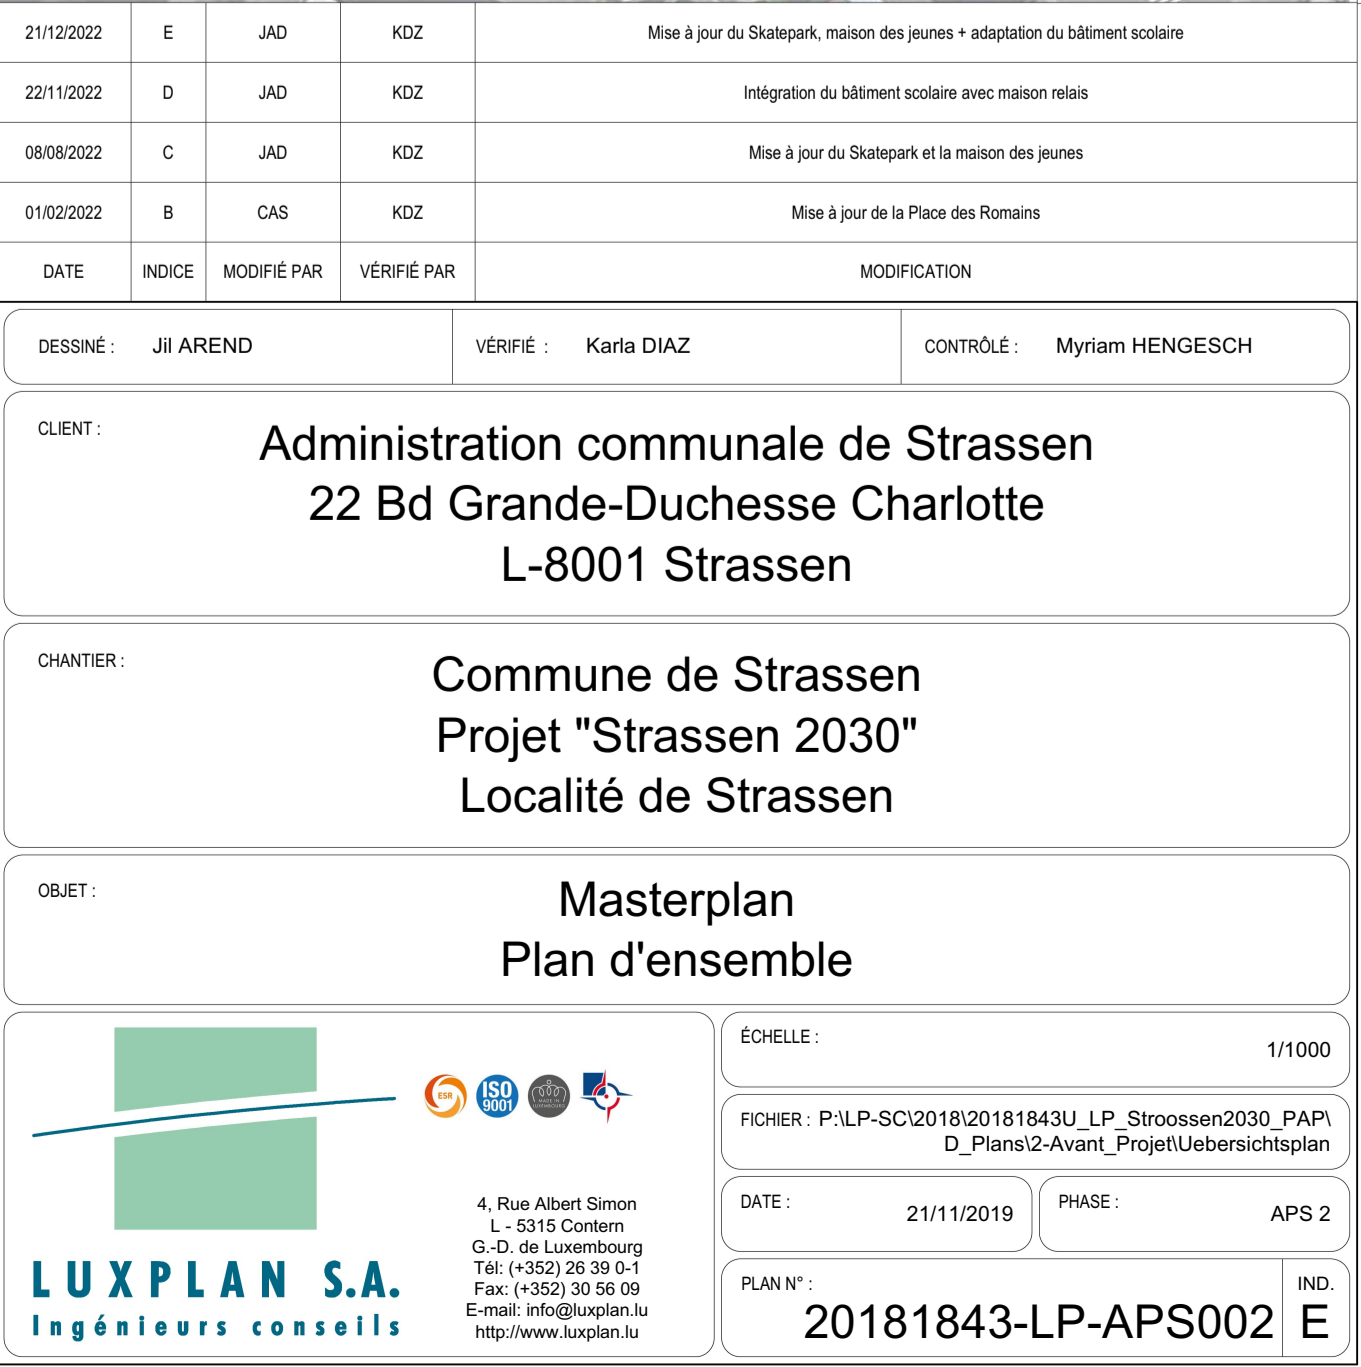 21/12/2022 E JAD KDZ Mise à jour du Skatepark, maison des jeunes + adaptation du bâtiment scolaire
22/11/2022 D JAD KDZ Intégration du bâtiment scolaire avec maison relais
08/08/2022 C JAD KDZ Mise à jour du Skatepark et la maison des jeunes
01/02/2022 B CAS KDZ Mise à jour de la Place des Romains
DATE INDICE MODIFIÉ PAR VÉRIFIÉ PAR MODIFICATION
DESSINÉ : Jil AREND VÉRIFIÉ : Karla DIAZ CONTRÔLÉ : Myriam HENGESCH
CLIENT :
Administration communale de Strassen
22 Bd Grande-Duchesse Charlotte
L-8001 Strassen
CHANTIER :
Commune de Strassen
Projet "Strassen 2030"
Localité de Strassen
OBJET :
Masterplan
Plan d'ensemble
ESR
ISO
9001
MADE IN
LUXEMBOURG
4, Rue Albert Simon
L - 5315 Contern
G.-D. de Luxembourg
Tél: (+352) 26 39 0-1
Fax: (+352) 30 56 09
E-mail: info@luxplan.lu
http://www.luxplan.lu
LUXPLAN S.A.
Ingénieurs conseils
ÉCHELLE :
1/1000
FICHIER : P:\LP-SC\2018\20181843U_LP_Stroossen2030_PAP\
D_Plans\2-Avant_Projet\Uebersichtsplan
DATE : 21/11/2019
PHASE : APS 2
PLAN N° :
20181843-LP-APS002
IND.
E